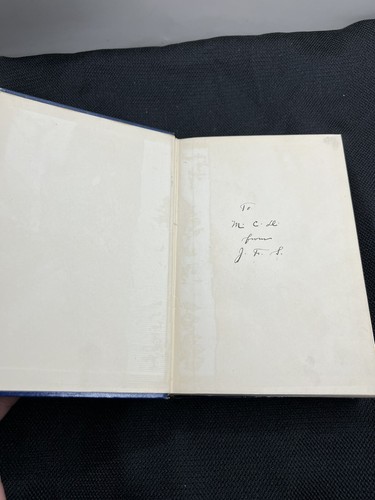 To
M. C. H
from
J. F. S.